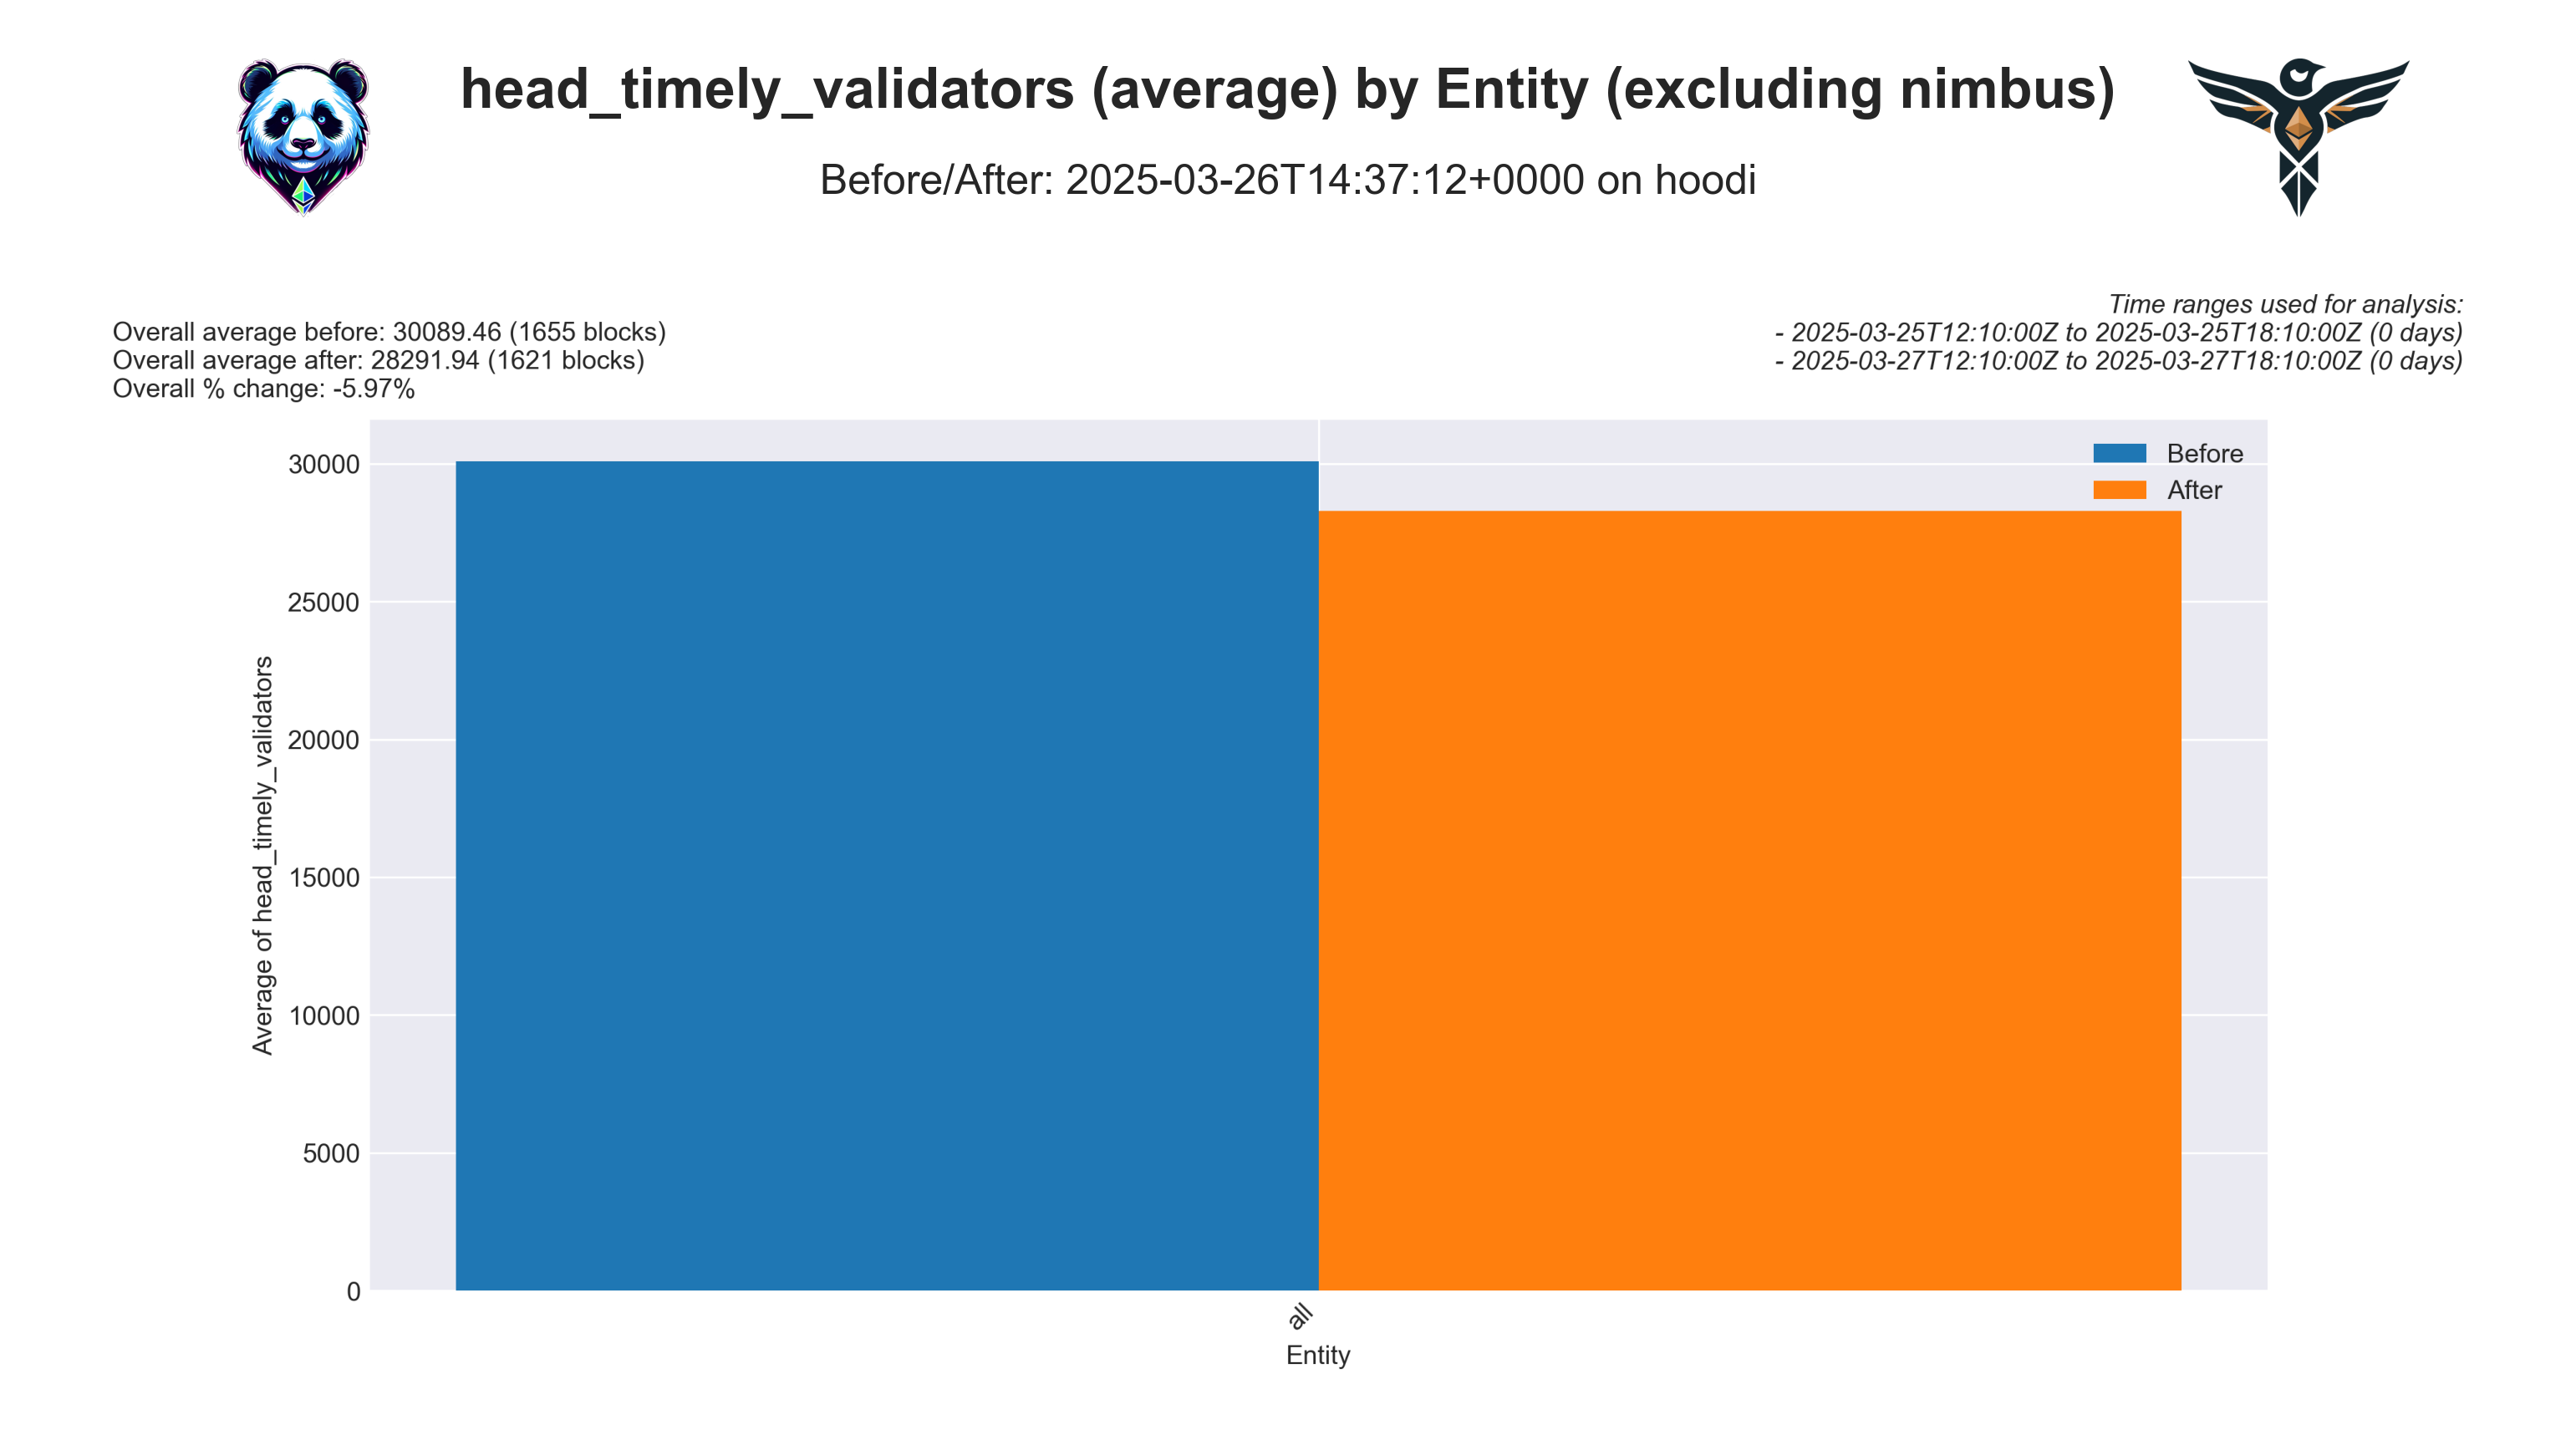 head_timely_validators (average) by Entity (excluding nimbus)
Before/After: 2025-03-26T14:37:12+0000 on hoodi
Time ranges used for analysis:
- 2025-03-25T12:10:00Z to 2025-03-25T18:10:00Z (0 days)
- 2025-03-27T12:10:00Z to 2025-03-27T18:10:00Z (0 days)
Overall average before: 30089.46 (1655 blocks)
Overall average after: 28291.94 (1621 blocks)
Overall % change: -5.97%
Before
After
Average of head_timely_validators
30000
25000
20000
15000
10000
5000
0
all
Entity